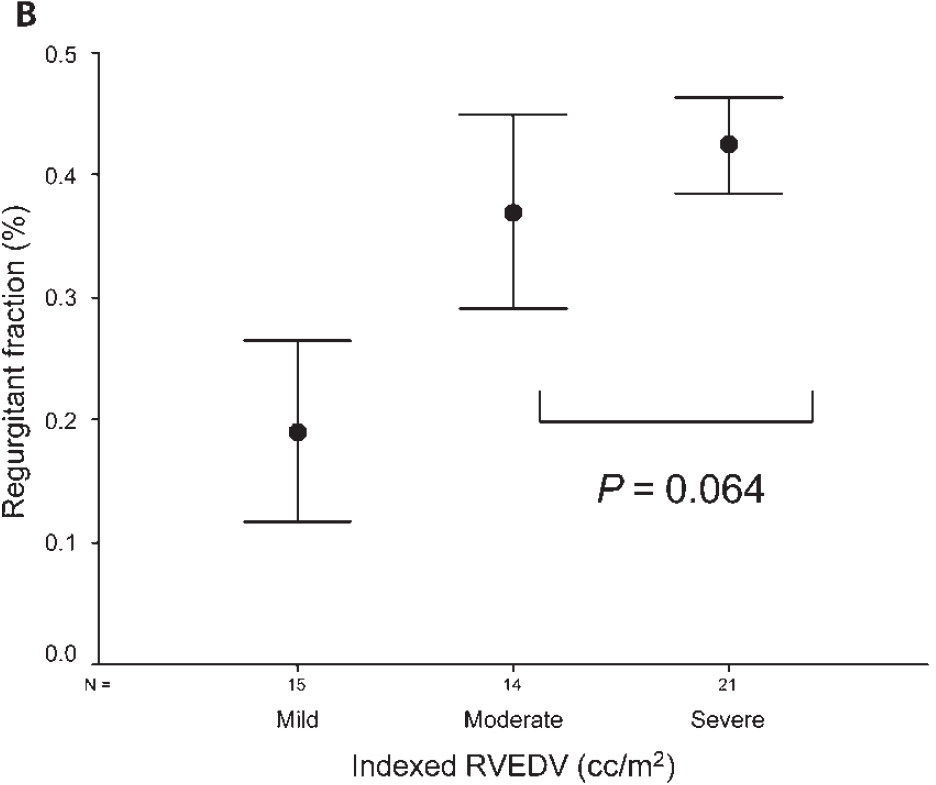 B
Regurgitant fraction (%)
0.5
0.4
0.3
0.2
0.1
0.0
P = 0.064
N = 15 14 21
Mild Moderate Severe
Indexed RVEDV (cc/m²)